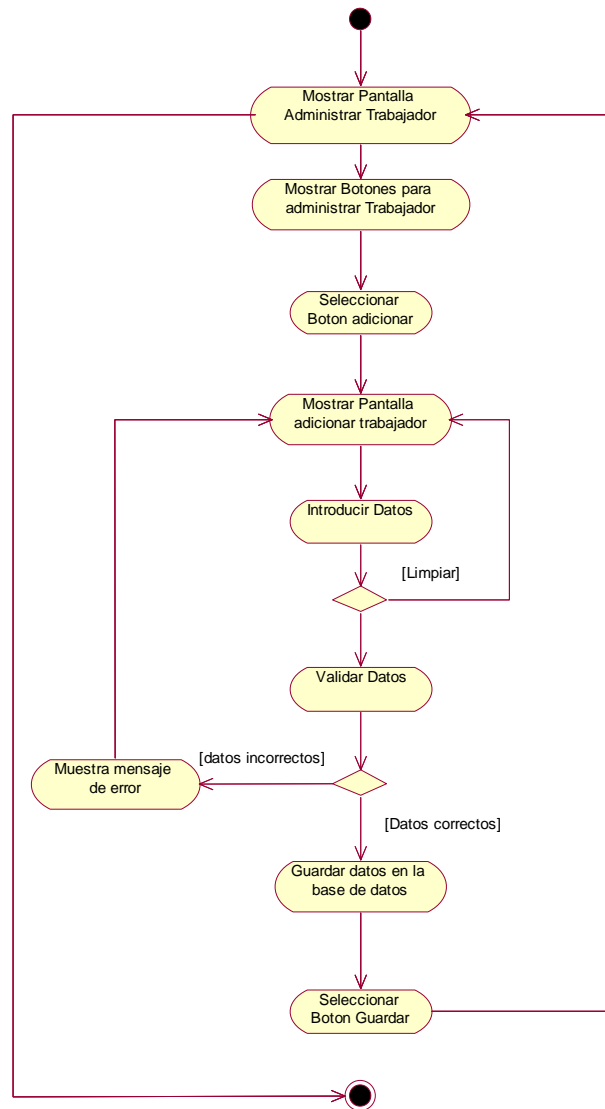 Mostrar Pantalla
Administrar Trabajador
Mostrar Botones para
administrar Trabajador
Seleccionar
Boton adicionar
Mostrar Pantalla
adicionar trabajador
Introducir Datos
[Limpiar]
Validar Datos
[datos incorrectos]
Muestra mensaje
de error
[Datos correctos]
Guardar datos en la
base de datos
Seleccionar
Boton Guardar